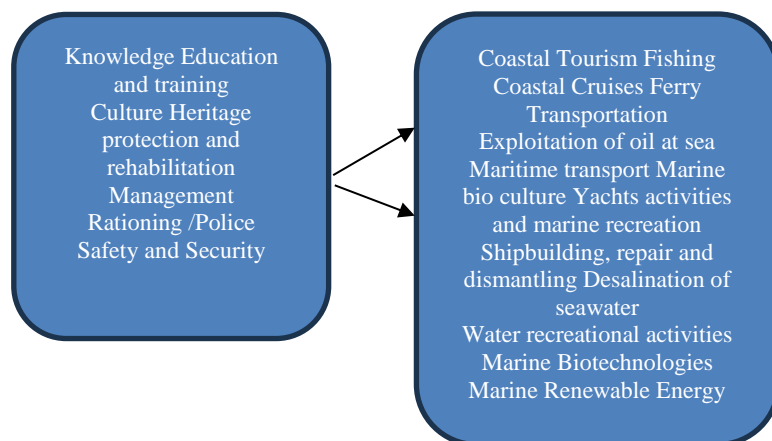 Knowledge Education
and training
Culture Heritage
protection and
rehabilitation
Management
Rationing /Police
Safety and Security
Coastal Tourism Fishing
Coastal Cruises Ferry
Transportation
Exploitation of oil at sea
Maritime transport Marine
bio culture Yachts activities
and marine recreation
Shipbuilding, repair and
dismantling Desalination of
seawater
Water recreational activities
Marine Biotechnologies
Marine Renewable Energy